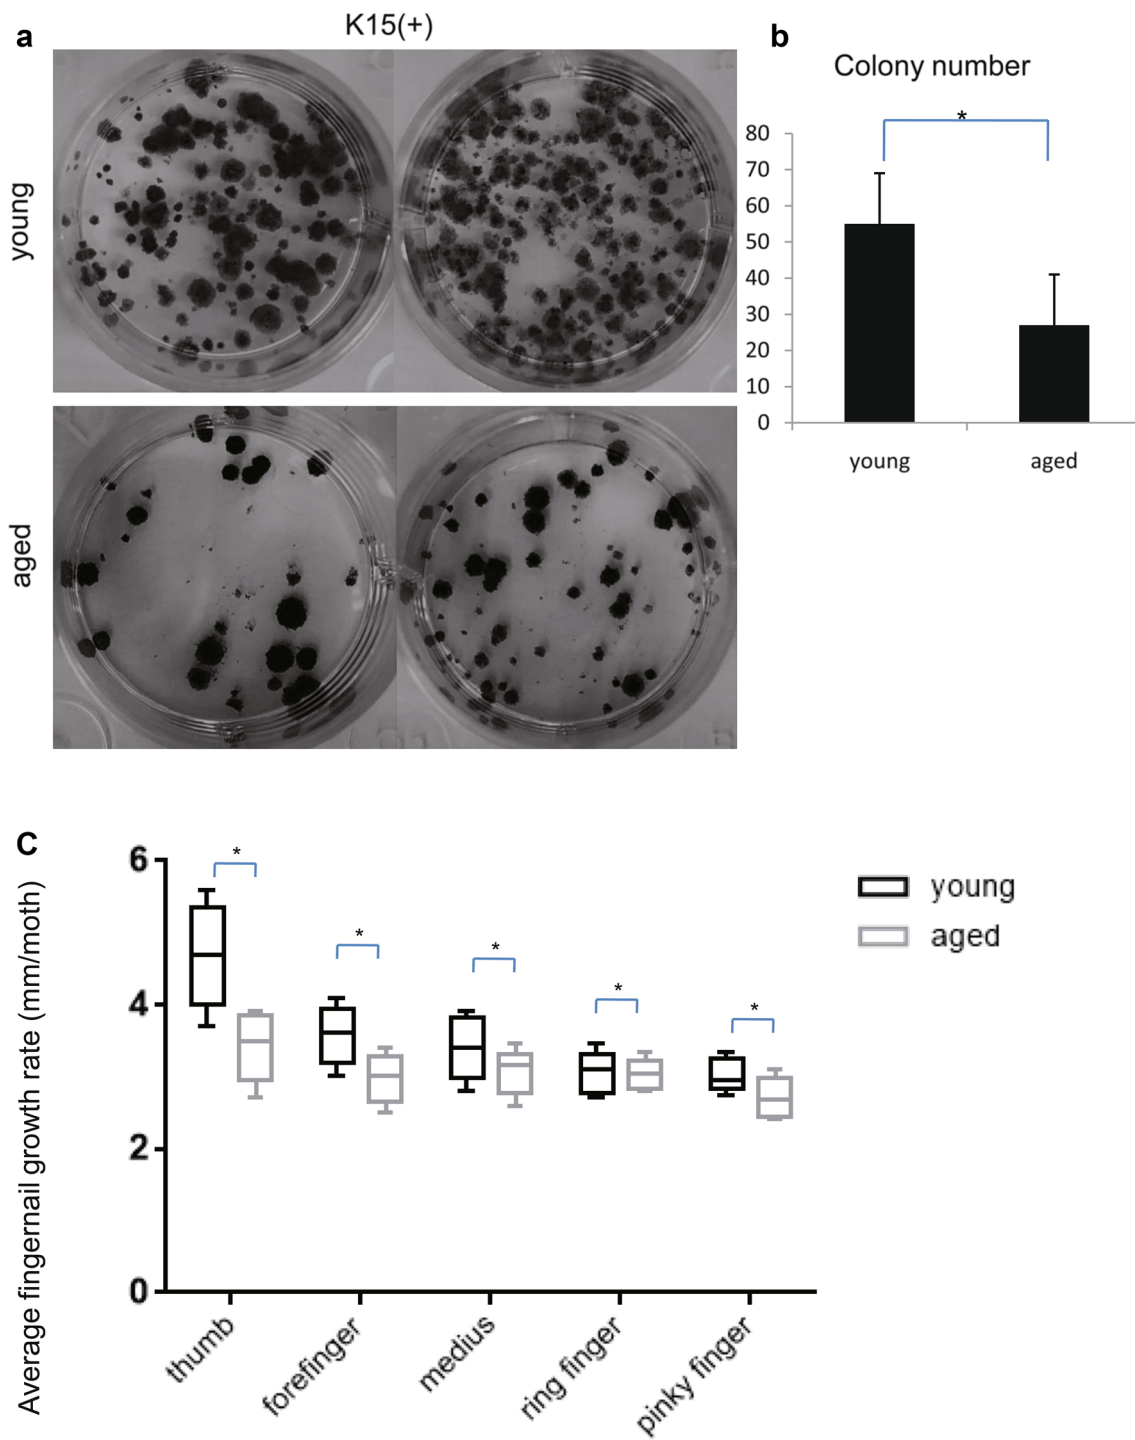 a
K15(+)
young
aged
b
Colony number
*
80
70
60
50
40
30
20
10
0
young
aged
C
Average fingernail growth rate (mm/moth)
6
4
2
0
*
*
*
*
*
young
aged
thumb
forefinger
medius
ring finger
pinky finger